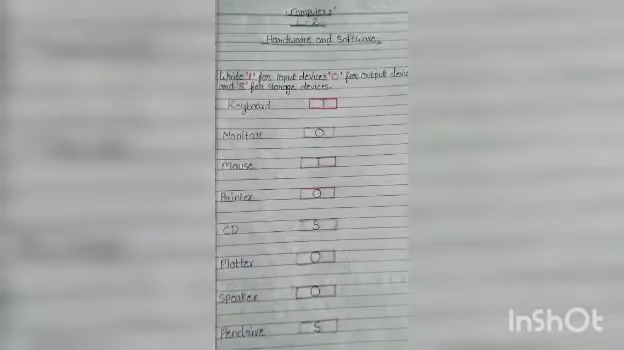 Computers
L-2
Hardware and Software
Write 'I' for input devices 'O' for output devic
and 'S' for storage devices.
Keyboard I
Monitor O
Mouse I
Printer O
CD S
Plotter O
Speaker O
Pendrive S
InShOt